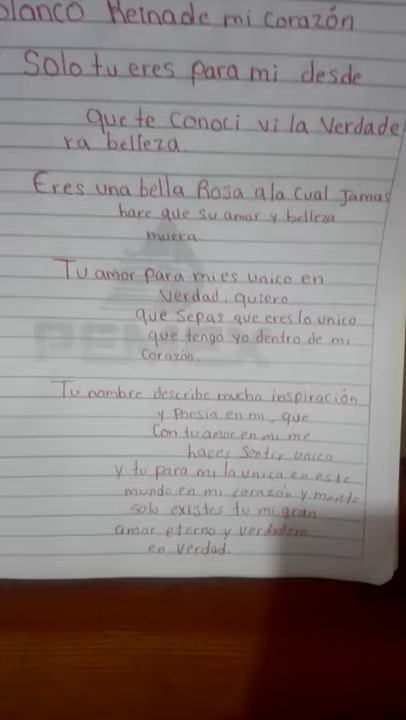 blanco Reina de mi corazón
Solo tu eres para mi desde
que te conoci vi la Verdade
ra belleza.
Eres una bella Rosa a la cual Jamas
hare que su amor y belleza
muera.
Tu amor para mi es unico en
Verdad, quiero
que sepas que eres lo unico
que tengo yo dentro de mi
corazón.
Tu nombre describe mucha inspiración
y Poesia en mi, que
Con tu amor en mi me
haces Sentir unico
y tu para mi la unica en este
mundo en mi corazón y mente
solo existes tu mi gran
amor eterno y verdadero
en verdad.